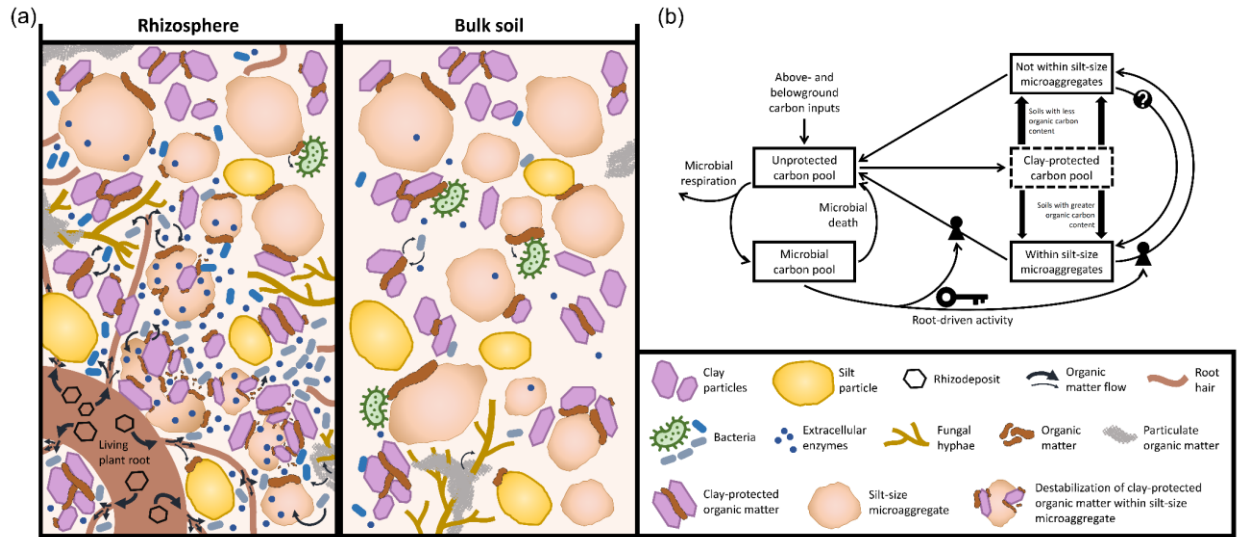 (a)
Rhizosphere
Bulk soil
Living
plant root
(b)
Above- and
belowground
carbon inputs
Not within silt-size
microaggregates
?
Soils with less
organic carbon
content
Unprotected
carbon pool
Clay-protected
carbon pool
Microbial
respiration
Microbial
death
Soils with greater
organic carbon
content
Microbial
carbon pool
Within silt-size
microaggregates
Root-driven activity
Clay
particles
Silt
particle
Rhizodeposit
Organic
matter flow
Root
hair
Bacteria
Extracellular
enzymes
Fungal
hyphae
Organic
matter
Particulate
organic matter
Clay-protected
organic matter
Silt-size
microaggregate
Destabilization of clay-protected
organic matter within silt-size
microaggregate